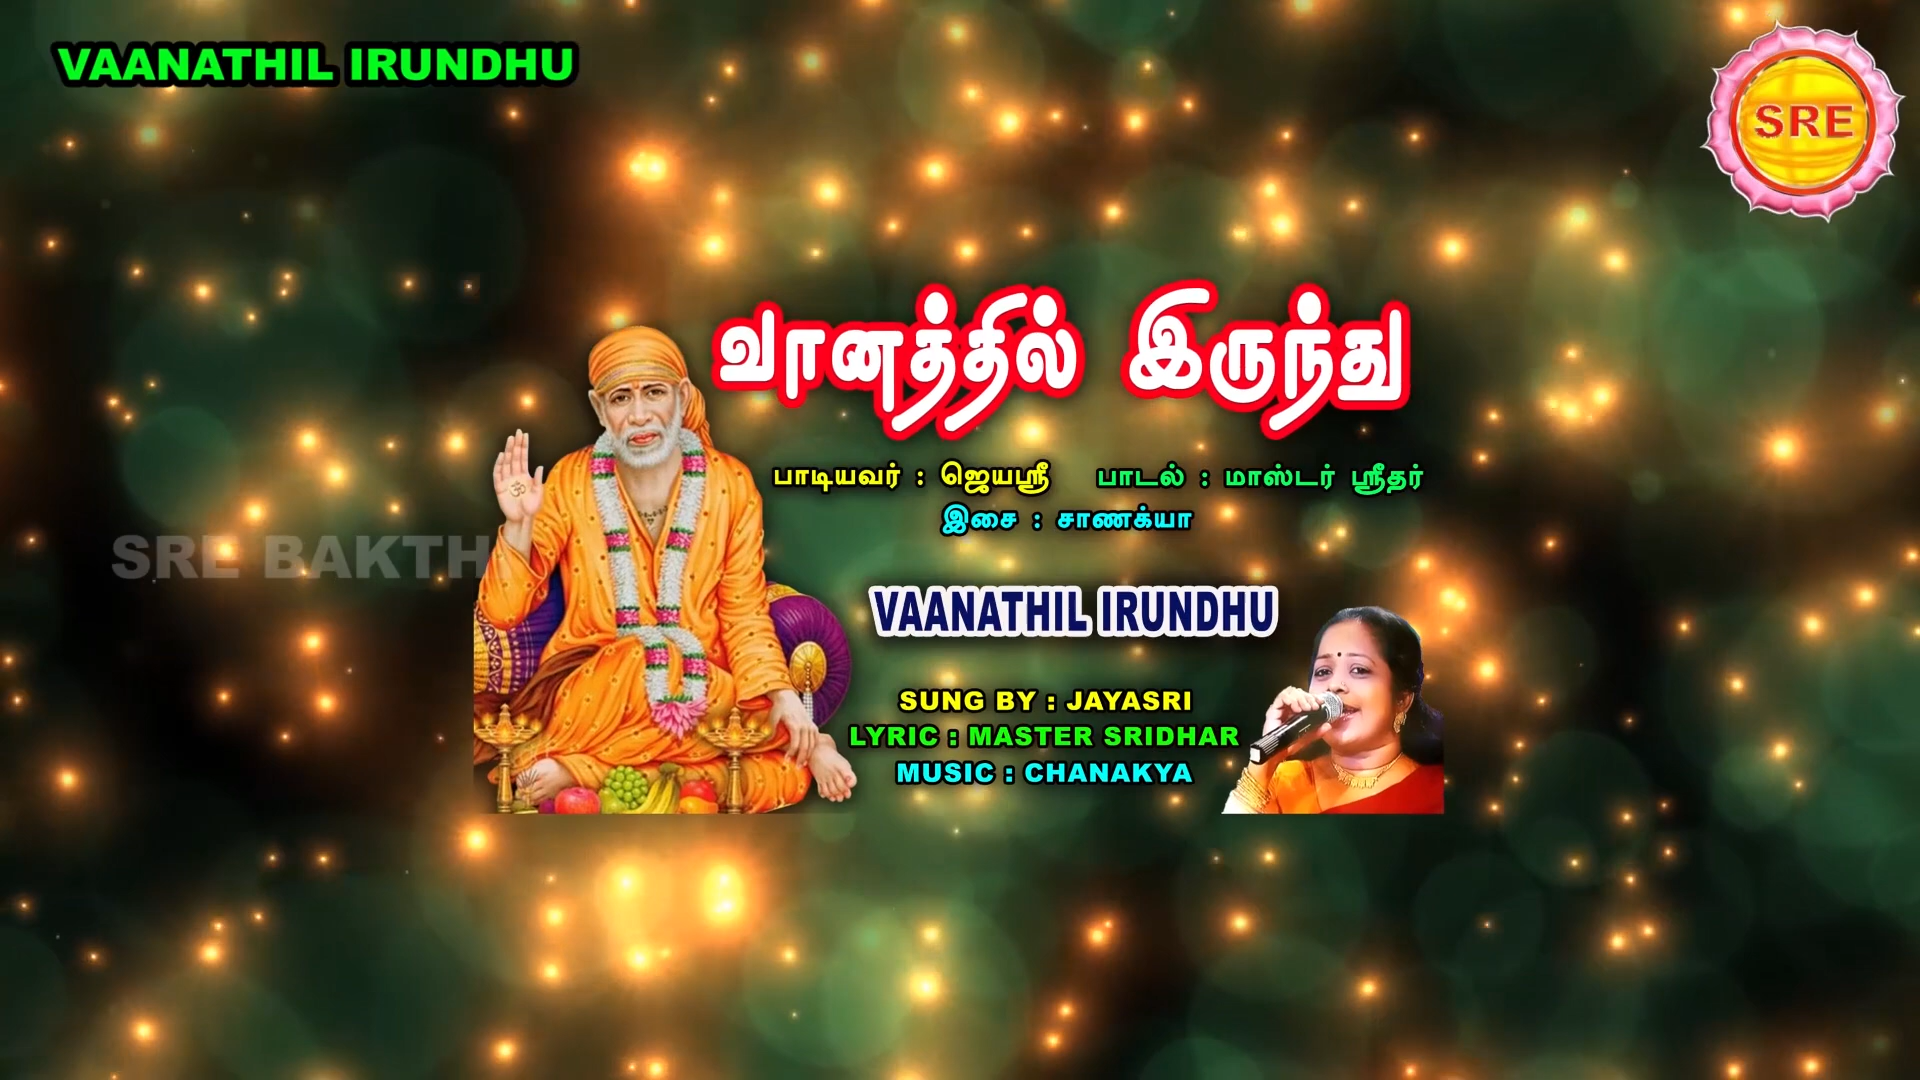 VAANATHIL IRUNDHU
SRE
வானத்தில் இருந்து
பாடியவர் : ஜெயஸ்ரீ பாடல் : மாஸ்டர் ஸ்ரீதர்
இசை : சாணக்யா
SRE BAKTH
VAANATHIL IRUNDHU
SUNG BY : JAYASRI
LYRIC : MASTER SRIDHAR
MUSIC : CHANAKYA